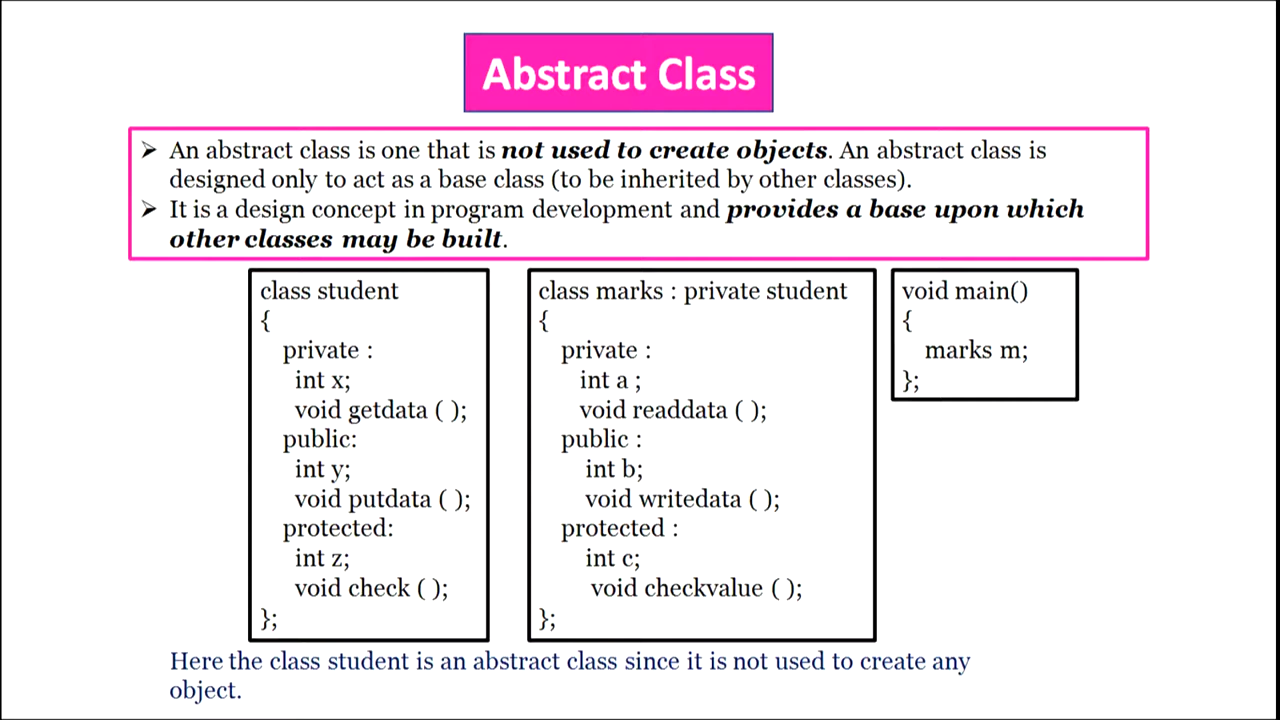 Abstract Class
➢ An abstract class is one that is not used to create objects. An abstract class is
designed only to act as a base class (to be inherited by other classes).
➢ It is a design concept in program development and provides a base upon which
other classes may be built.
class student
{
private :
int x;
void getdata ( );
public:
int y;
void putdata ( );
protected:
int z;
void check ( );
};
class marks : private student
{
private :
int a ;
void readdata ( );
public :
int b;
void writedata ( );
protected :
int c;
void checkvalue ( );
};
void main()
{
marks m;
};
Here the class student is an abstract class since it is not used to create any
object.